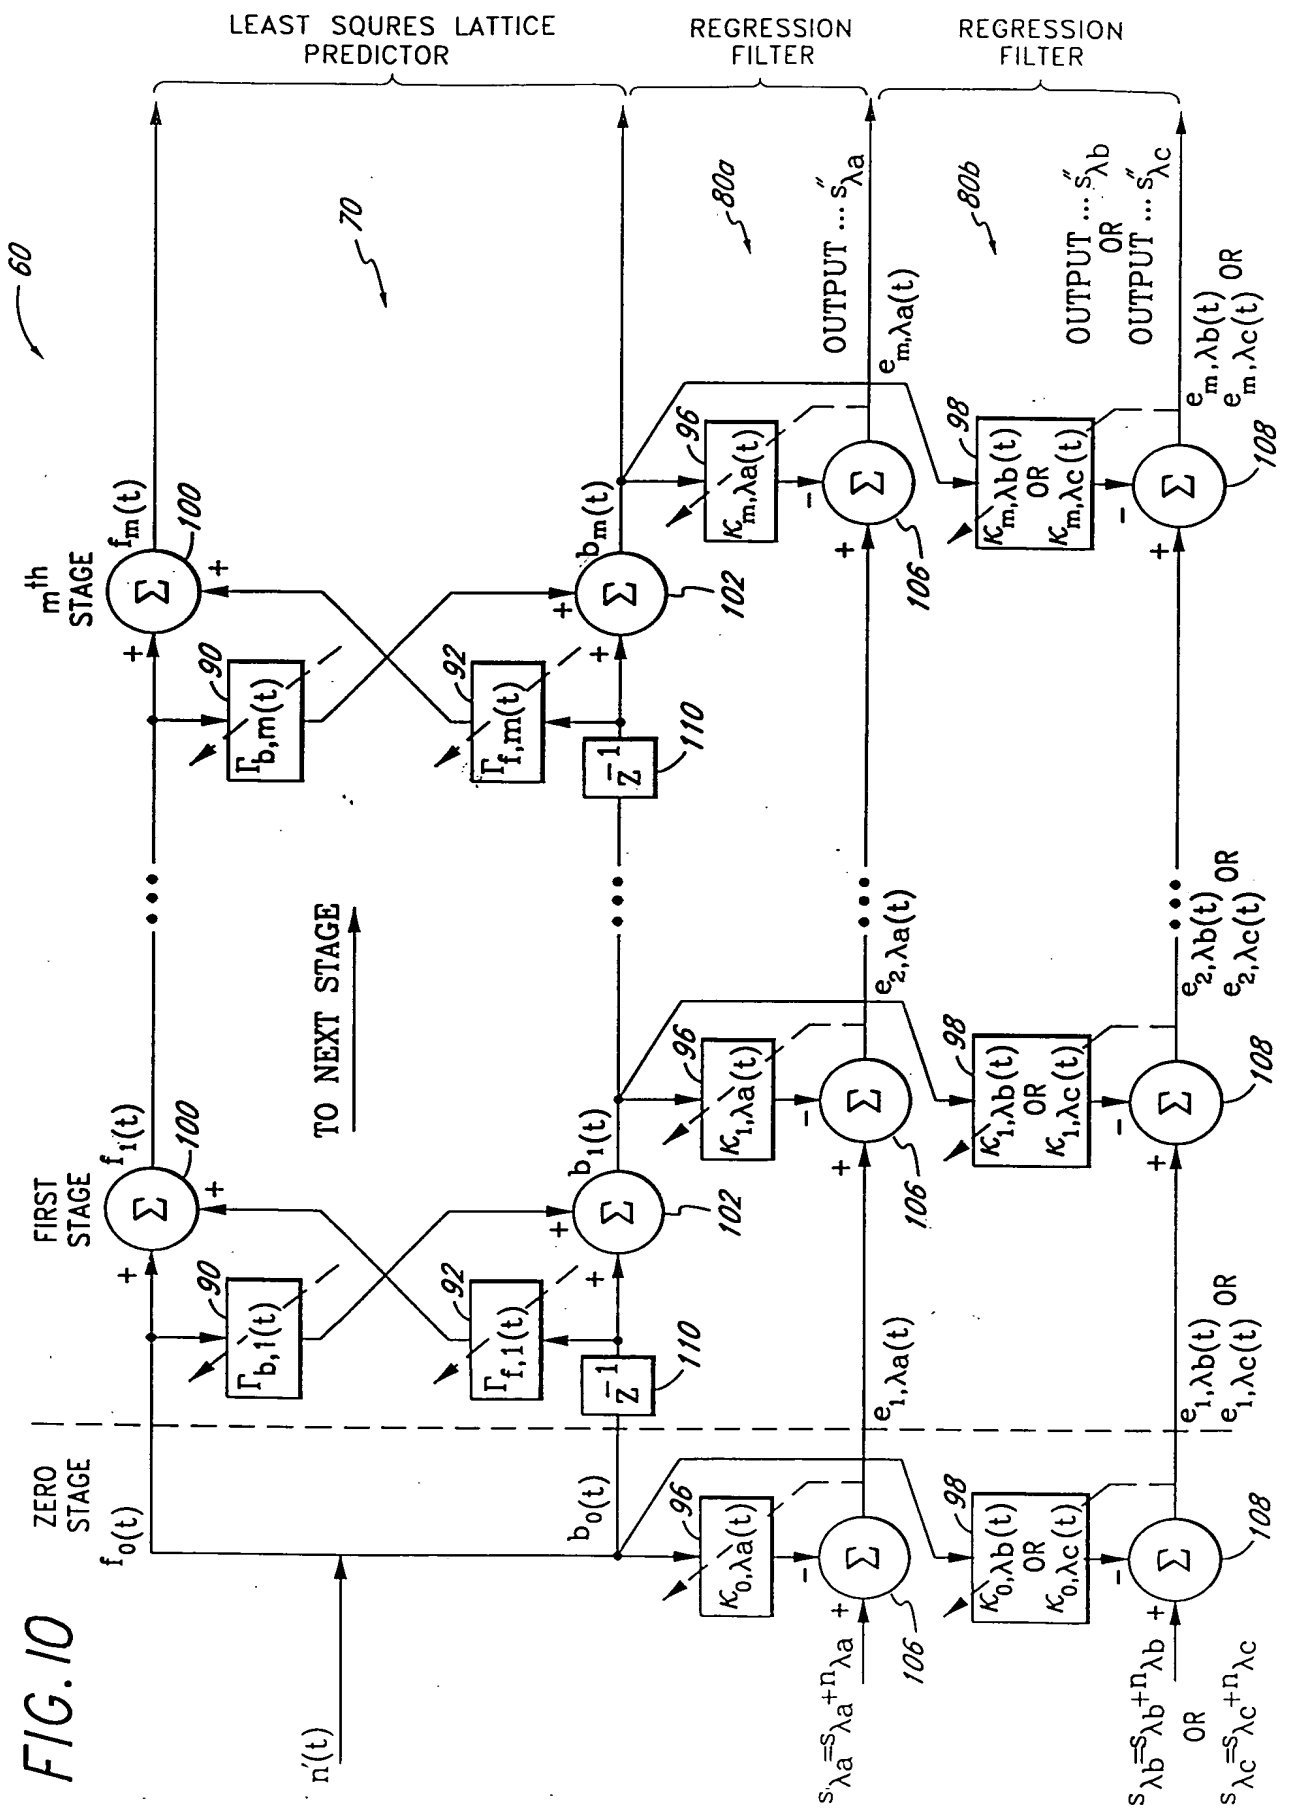 FIG. 10
60
ZERO
STAGE
FIRST
STAGE
mth
STAGE
LEAST SQURES LATTICE
PREDICTOR
n'(t)
f0(t)
f1(t)
fm(t)
100
100
90
Γb,1(t)
90
Γb,m(t)
TO NEXT STAGE
70
92
Γf,1(t)
92
Γf,m(t)
b0(t)
b1(t)
bm(t)
z-1
110
z-1
110
102
102
Σ
Σ
Σ
Σ
+
+
+
+
+
+
+
+
REGRESSION
FILTER
80a
96
κ0,λa(t)
96
κ1,λa(t)
96
κm,λa(t)
s'λa=sλa+nλa
+
−
Σ
106
e1,λa(t)
+
−
Σ
106
e2,λa(t)
+
−
Σ
106
em,λa(t)
OUTPUT ... s"λa
REGRESSION
FILTER
80b
98
κ0,λb(t)
OR
κ0,λc(t)
98
κ1,λb(t)
OR
κ1,λc(t)
98
κm,λb(t)
OR
κm,λc(t)
sλb=sλb+nλb
OR
sλc=sλc+nλc
+
−
Σ
108
e1,λb(t) OR
e1,λc(t)
+
−
Σ
108
e2,λb(t) OR
e2,λc(t)
+
−
Σ
108
em,λb(t) OR
em,λc(t)
OUTPUT ... s"λb
OR
OUTPUT ... s"λc